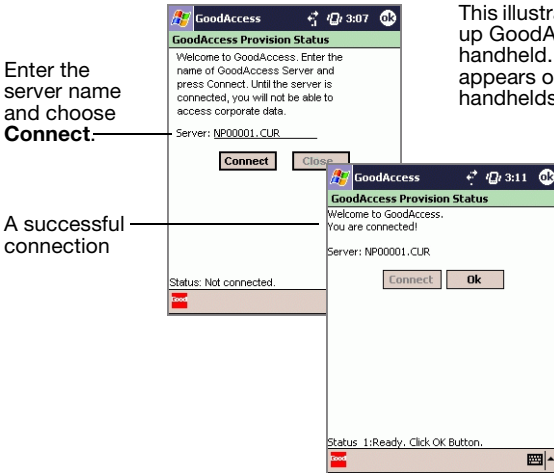 Enter the
server name
and choose
Connect.
A successful
connection
GoodAccess 3:07 ok
GoodAccess Provision Status
Welcome to GoodAccess. Enter the
name of GoodAccess Server and
press Connect. Until the server is
connected, you will not be able to
access corporate data.
Server: NP00001.CUR
Connect Close
Status: Not connected.
Good
GoodAccess 3:11 ok
GoodAccess Provision Status
Welcome to GoodAccess.
You are connected!
Server: NP00001.CUR
Connect Ok
Status 1:Ready. Click OK Button.
Good
This illustra
up GoodA
handheld.
appears o
handhelds